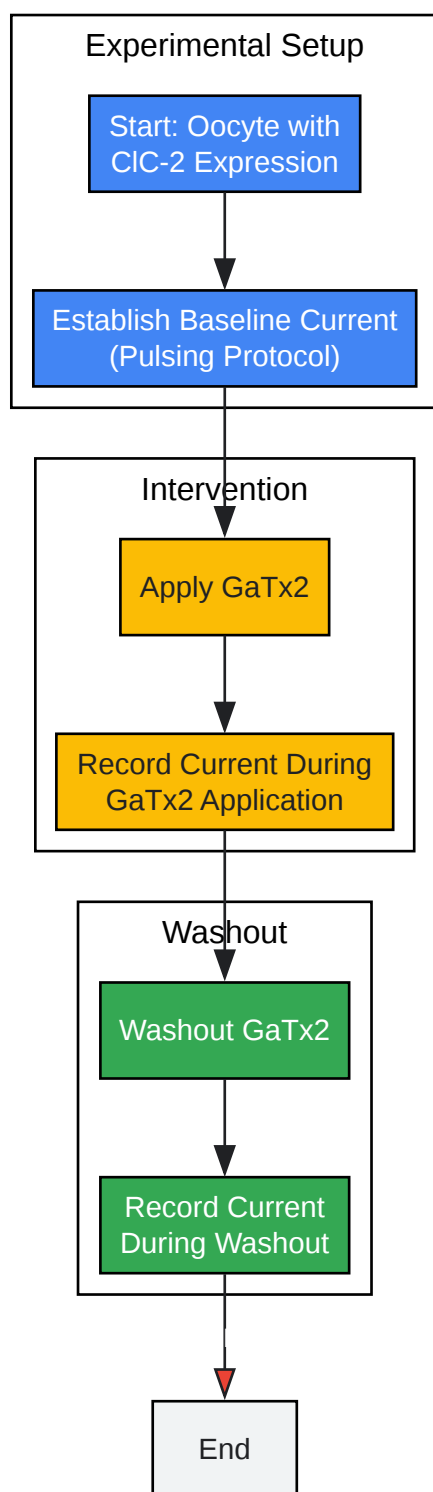 Experimental Setup
Start: Oocyte with
ClC-2 Expression
Establish Baseline Current
(Pulsing Protocol)
Intervention
Apply GaTx2
Record Current During
GaTx2 Application
Washout
Washout GaTx2
Record Current
During Washout
End